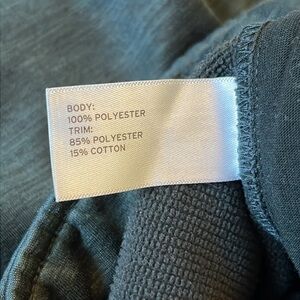 BODY:
100% POLYESTER
TRIM:
85% POLYESTER
15% COTTON